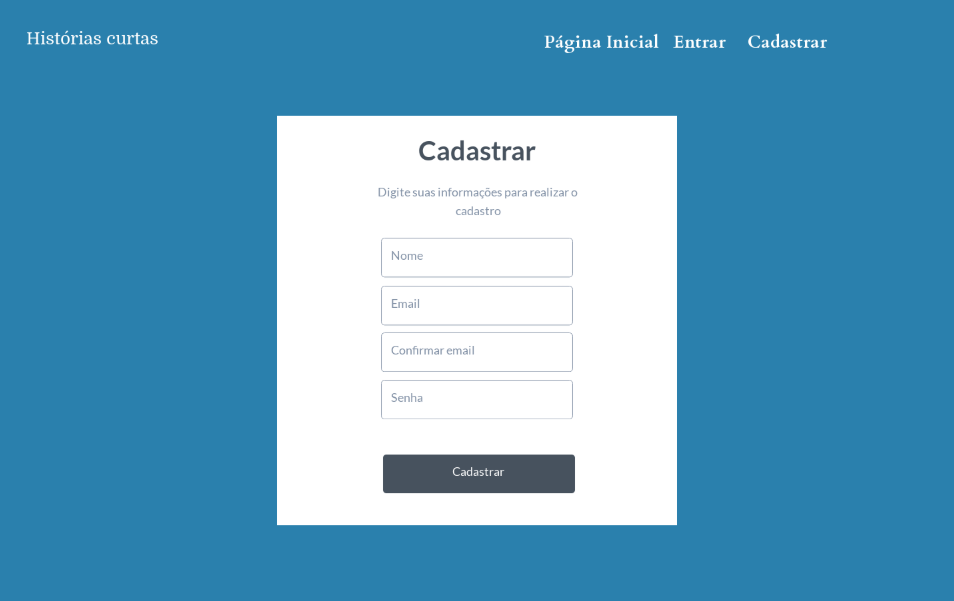 Histórias curtas
Página Inicial Entrar Cadastrar
Cadastrar
Digite suas informações para realizar o
cadastro
Nome
Email
Confirmar email
Senha
Cadastrar